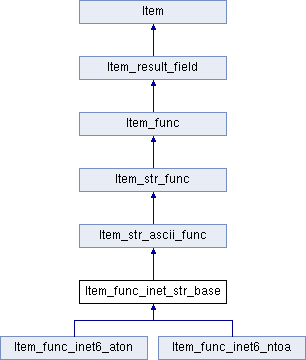 Item
Item_result_field
Item_func
Item_str_func
Item_str_ascii_func
Item_func_inet_str_base
Item_func_inet6_aton
Item_func_inet6_ntoa